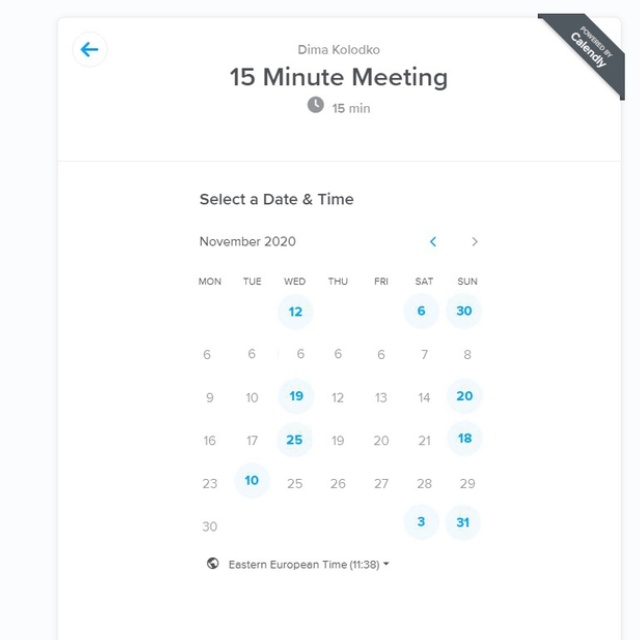 POWERED BY
Calendly
Dima Kolodko
15 Minute Meeting
15 min
Select a Date & Time
November 2020
MON TUE WED THU FRI SAT SUN
12 6 30
6 6 6 6 6 7 8
9 10 19 12 13 14 20
16 17 25 19 20 21 18
23 10 25 26 27 28 29
30 3 31
Eastern European Time (11:38)